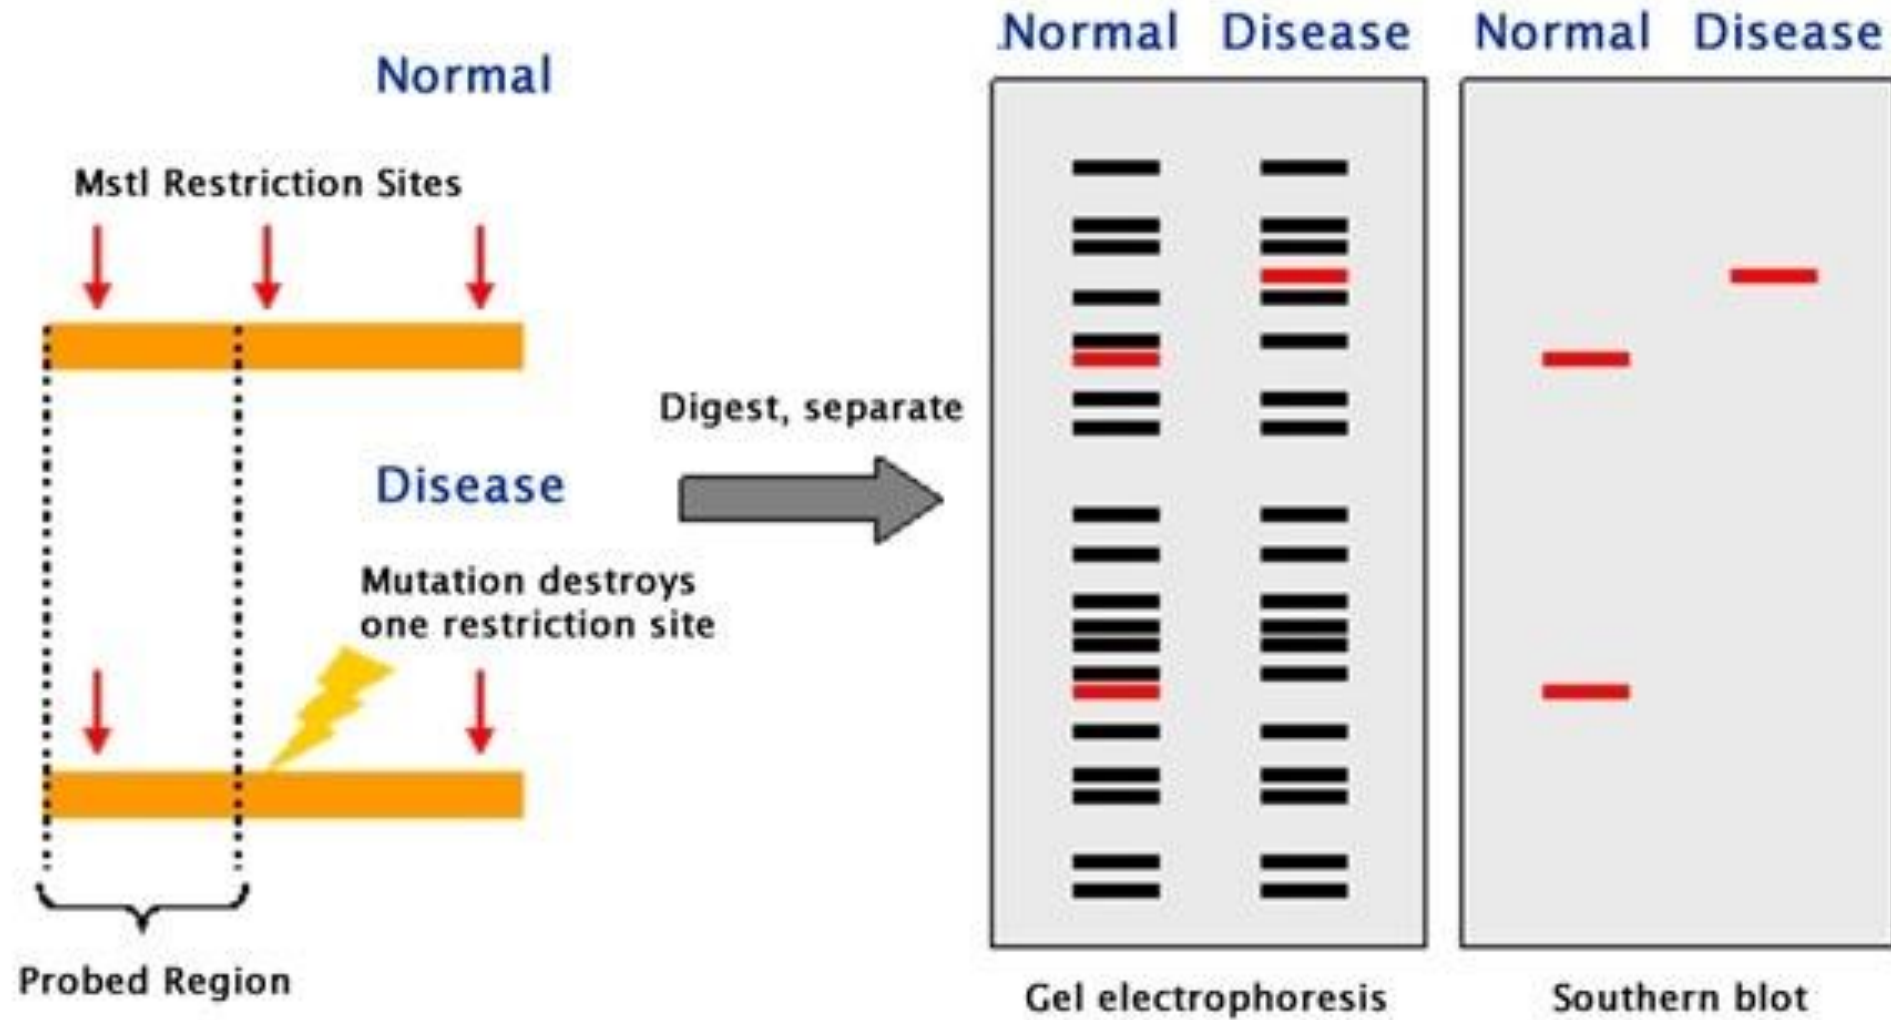 Normal
MstI Restriction Sites
Disease
Mutation destroys
one restriction site
Probed Region
Digest, separate
.Normal Disease
Gel electrophoresis
Normal Disease
Southern blot